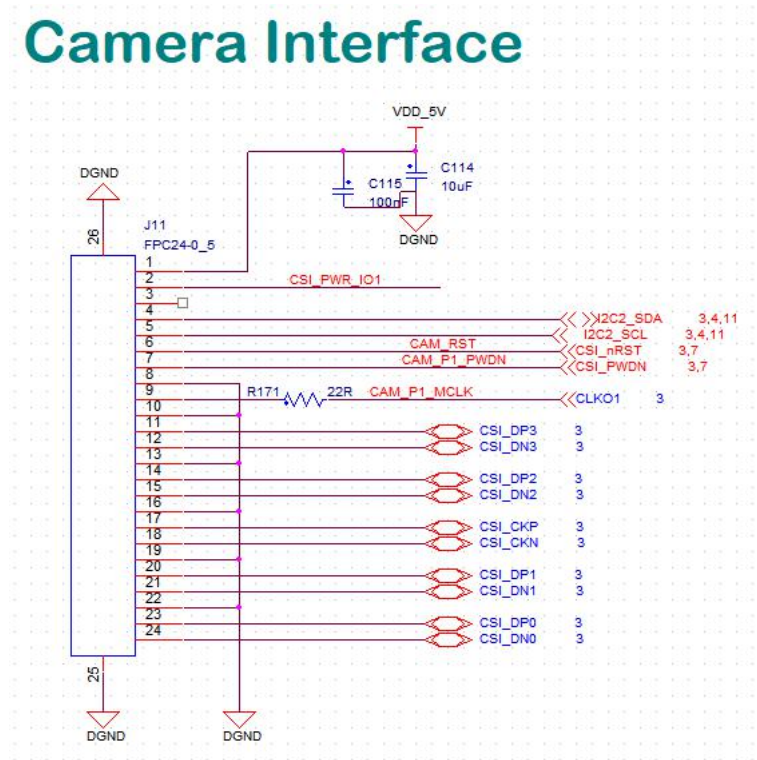 Camera Interface
VDD_5V
C114
10uF
C115
100nF
DGND
DGND
26
J11
FPC24-0_5
1
2 CSI_PWR_IO1
3
4 I2C2_SDA 3,4,11
5 I2C2_SCL 3,4,11
6 CAM_RST CSI_nRST 3,7
7 CAM_P1_PWDN CSI_PWDN 3,7
8
9 R171 22R CAM_P1_MCLK CLKO1 3
10
11 CSI_DP3 3
12 CSI_DN3 3
13
14 CSI_DP2 3
15 CSI_DN2 3
16
17 CSI_CKP 3
18 CSI_CKN 3
19
20 CSI_DP1 3
21 CSI_DN1 3
22
23 CSI_DP0 3
24 CSI_DN0 3
25
DGND DGND